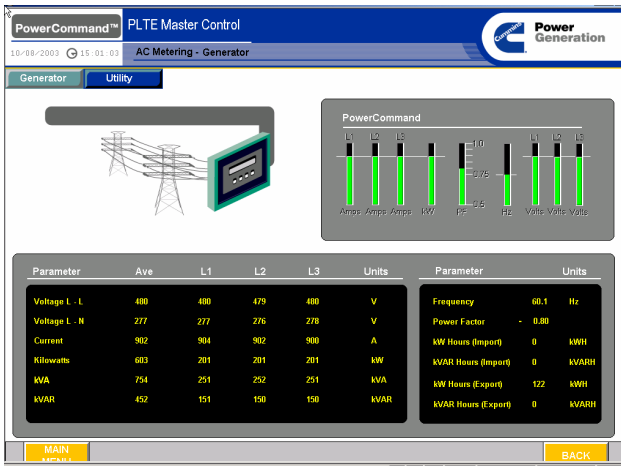 PowerCommand™ PLTE Master Control
10/08/2003 15:01:03 AC Metering - Generator
Cummins Power Generation
Generator Utility
PowerCommand
L1 L2 L3 L1 L2 L3
1.0
0.75
0.5
Amps Amps Amps kW PF Hz Volts Volts Volts
Parameter Ave L1 L2 L3 Units
Voltage L - L 480 480 479 480 V
Voltage L - N 277 277 276 278 V
Current 902 904 902 900 A
Kilowatts 603 201 201 201 kW
kVA 754 251 252 251 kVA
kVAR 452 151 150 150 kVAR
Parameter Units
Frequency 60.1 Hz
Power Factor - 0.80
kW Hours (Import) 0 kWH
kVAR Hours (Import) 0 kVARH
kW Hours (Export) 122 kWH
kVAR Hours (Export) 0 kVARH
MAIN
MENU
BACK